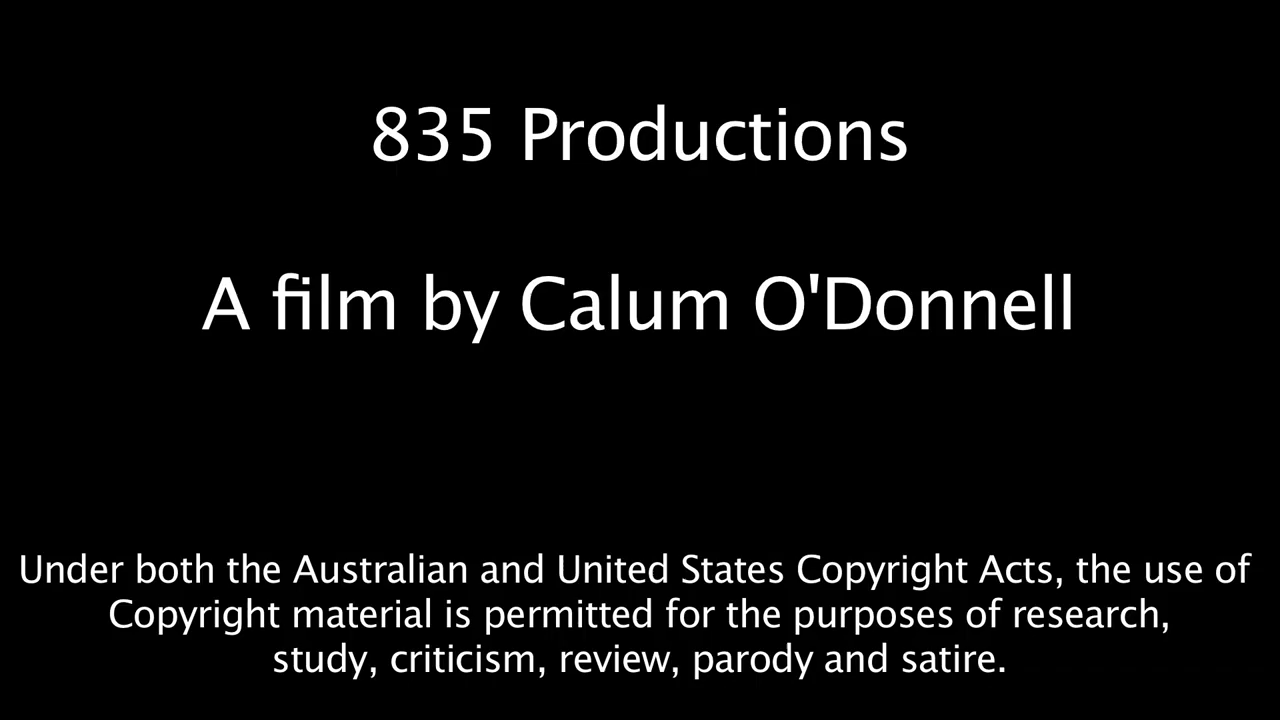 835 Productions
A film by Calum O'Donnell
Under both the Australian and United States Copyright Acts, the use of
Copyright material is permitted for the purposes of research,
study, criticism, review, parody and satire.